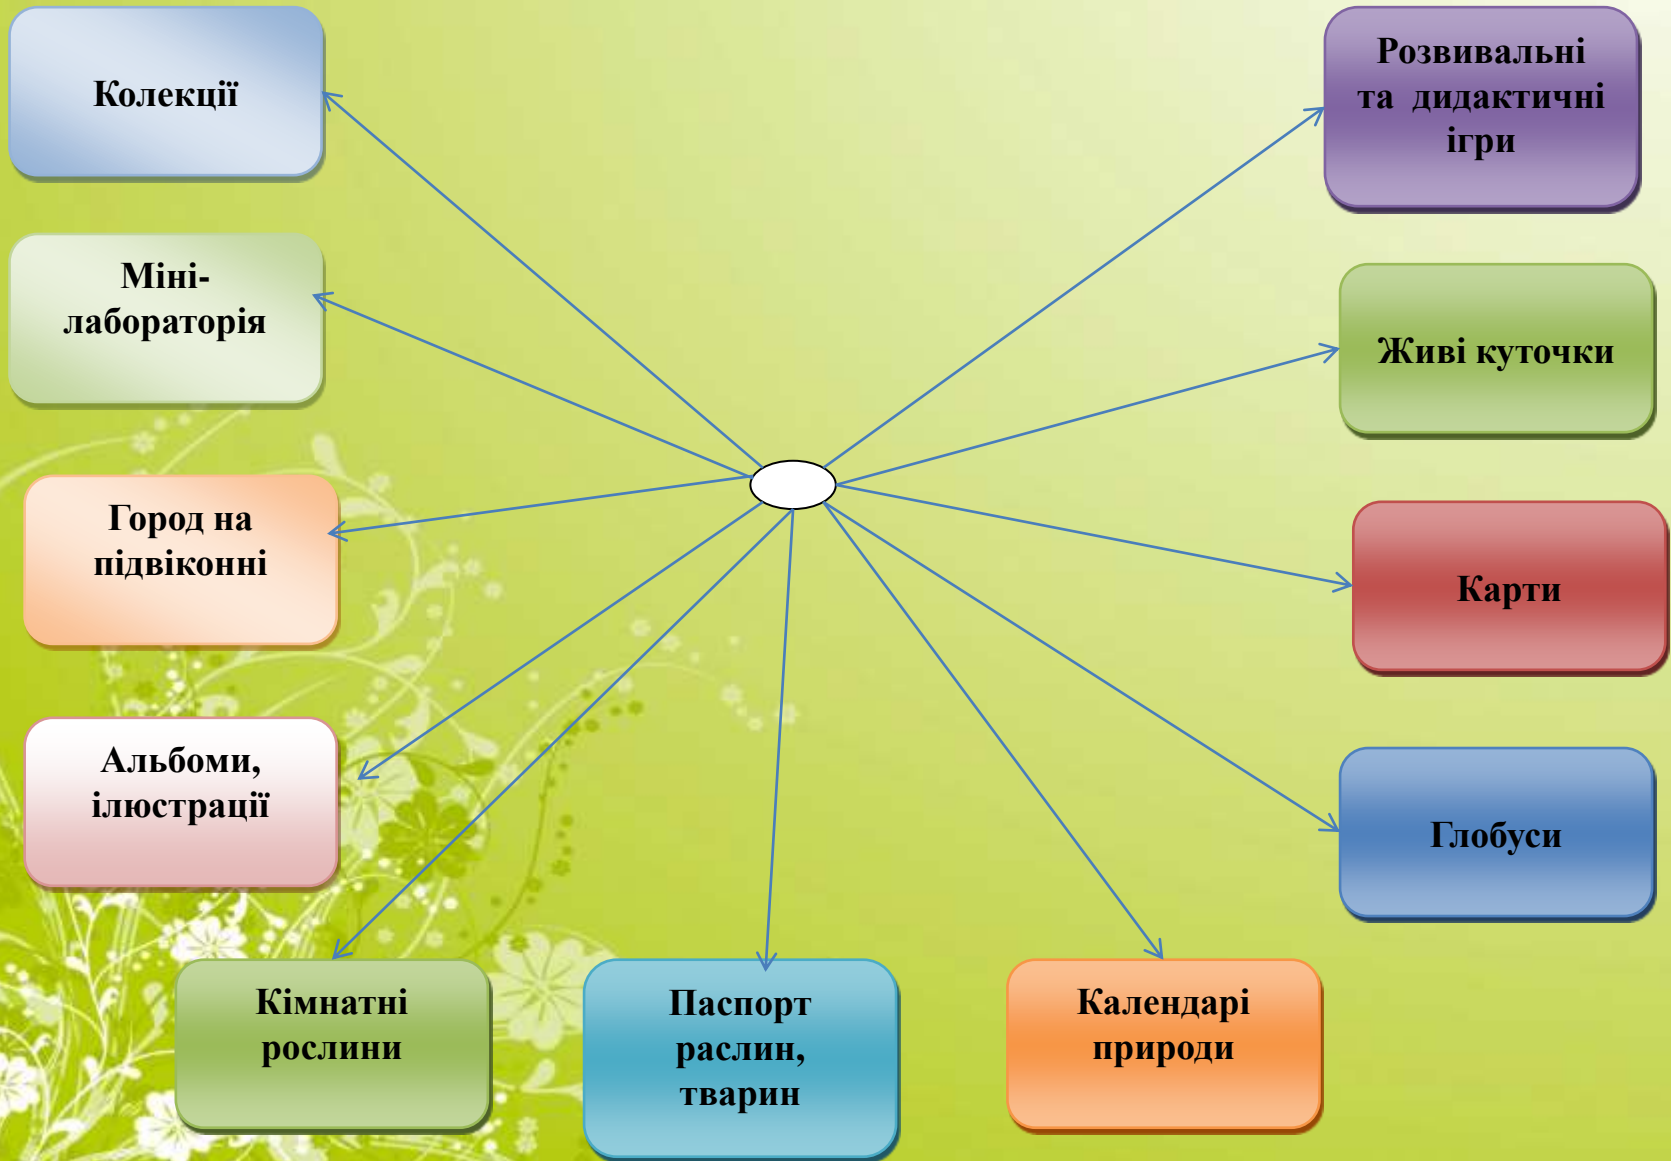 Колекції
Розвивальні
та дидактичні
ігри
Міні-
лабораторія
Живі куточки
Город на
підвіконні
Карти
Альбоми,
ілюстрації
Глобуси
Кімнатні
рослини
Паспорт
раслин,
тварин
Календарі
природи